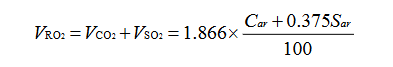 V_RO₂ = V_CO₂ + V_SO₂ = 1.866 × (C_ar + 0.375S_ar) / 100